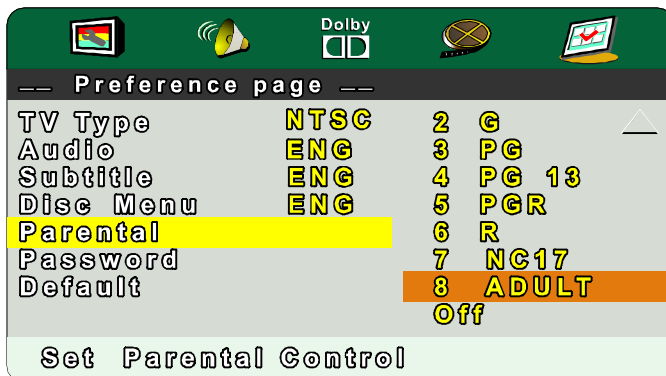 Dolby
-- Preference page --
TV Type NTSC 2 G
Audio ENG 3 PG
Subtitle ENG 4 PG 13
Disc Menu ENG 5 PGR
Parental 6 R
Password 7 NC17
Default 8 ADULT
Off
Set Parental Control